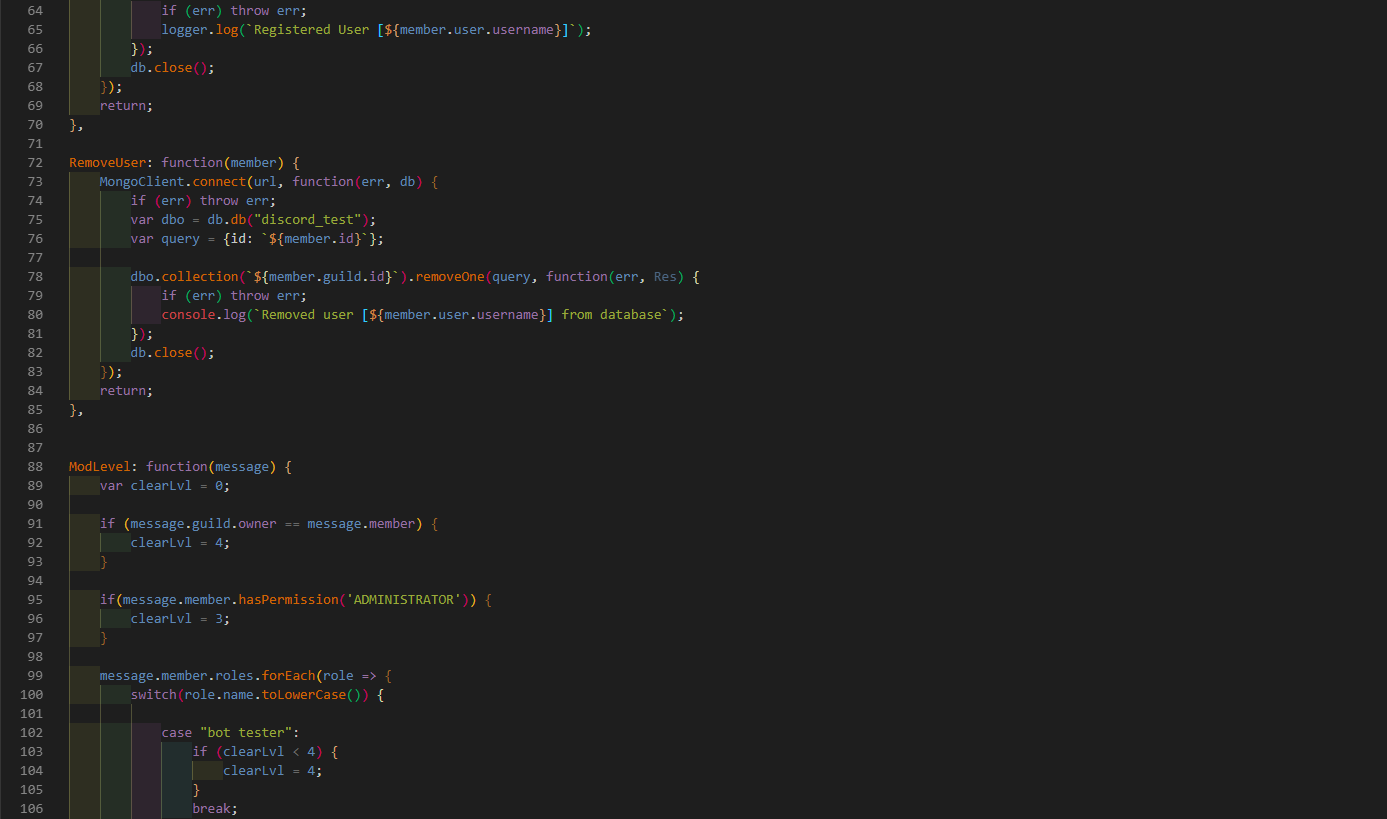 64 if (err) throw err;
65 logger.log(`Registered User [${member.user.username}]`);
66 });
67 db.close();
68 });
69 return;
70 },
71
72 RemoveUser: function(member) {
73 MongoClient.connect(url, function(err, db) {
74 if (err) throw err;
75 var dbo = db.db("discord_test");
76 var query = {id: `${member.id}`};
77
78 dbo.collection(`${member.guild.id}`).removeOne(query, function(err, Res) {
79 if (err) throw err;
80 console.log(`Removed user [${member.user.username}] from database`);
81 });
82 db.close();
83 });
84 return;
85 },
86
87
88 ModLevel: function(message) {
89 var clearLvl = 0;
90
91 if (message.guild.owner == message.member) {
92 clearLvl = 4;
93 }
94
95 if(message.member.hasPermission('ADMINISTRATOR')) {
96 clearLvl = 3;
97 }
98
99 message.member.roles.forEach(role => {
100 switch(role.name.toLowerCase()) {
101
102 case "bot tester":
103 if (clearLvl < 4) {
104 clearLvl = 4;
105 }
106 break;